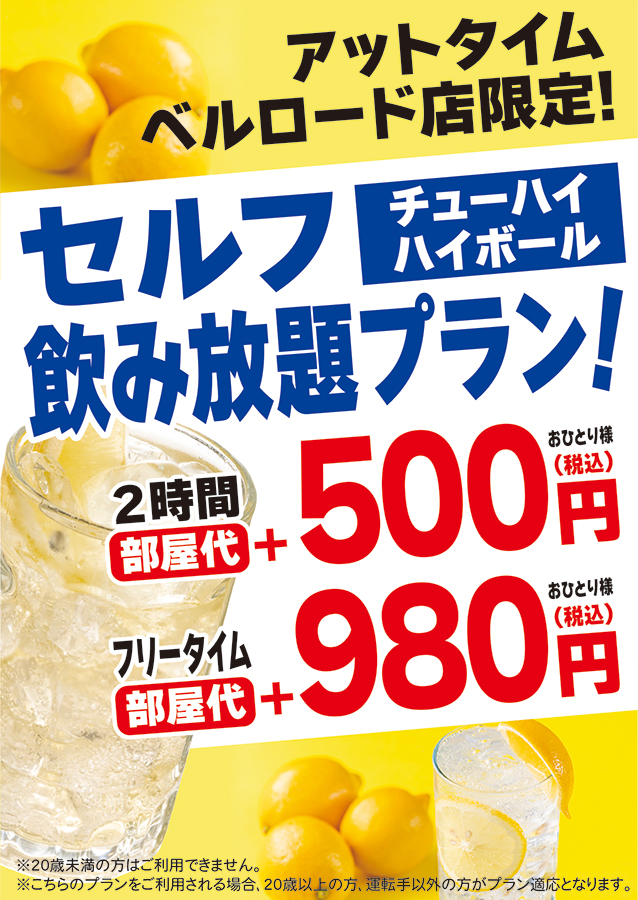 アットタイム
ベルロード店限定!
セルフ
チューハイ
ハイボール
飲み放題プラン!
2時間
部屋代+500円
おひとり様
(税込)
フリータイム
部屋代+980円
おひとり様
(税込)
※20歳未満の方はご利用できません。
※こちらのプランをご利用される場合、20歳以上の方、運転手以外の方がプラン適応となります。